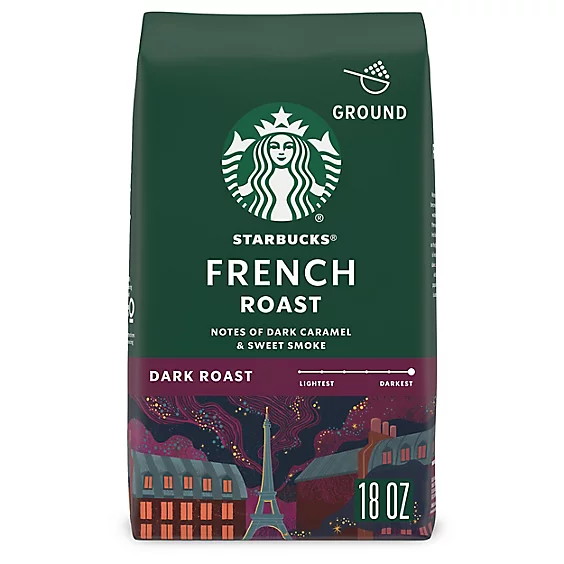 GROUND
STARBUCKS®
FRENCH
ROAST
NOTES OF DARK CARAMEL
& SWEET SMOKE
DARK ROAST
LIGHTEST DARKEST
18 OZ